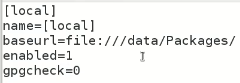 [local]
name=[local]
baseurl=file:///data/Packages/
enabled=1
gpgcheck=0